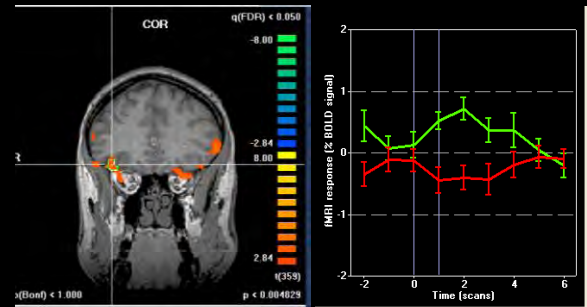 COR
q(FDR) < 0.050
-8.00
-2.84
8.00
2.84
t(359)
p < 0.004829
R
(Bonf) < 1.000
fMRI response (% BOLD signal)
2
1
0
-1
-2
-2 0 2 4 6
Time (scans)